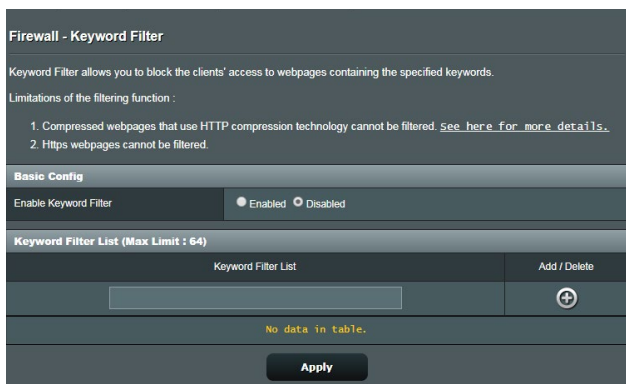 Firewall - Keyword Filter
Keyword Filter allows you to block the clients' access to webpages containing the specified keywords.
Limitations of the filtering function :
1. Compressed webpages that use HTTP compression technology cannot be filtered. See here for more details.
2. Https webpages cannot be filtered.
Basic Config
Enable Keyword Filter Enabled Disabled
Keyword Filter List (Max Limit : 64)
Keyword Filter List Add / Delete
No data in table.
Apply